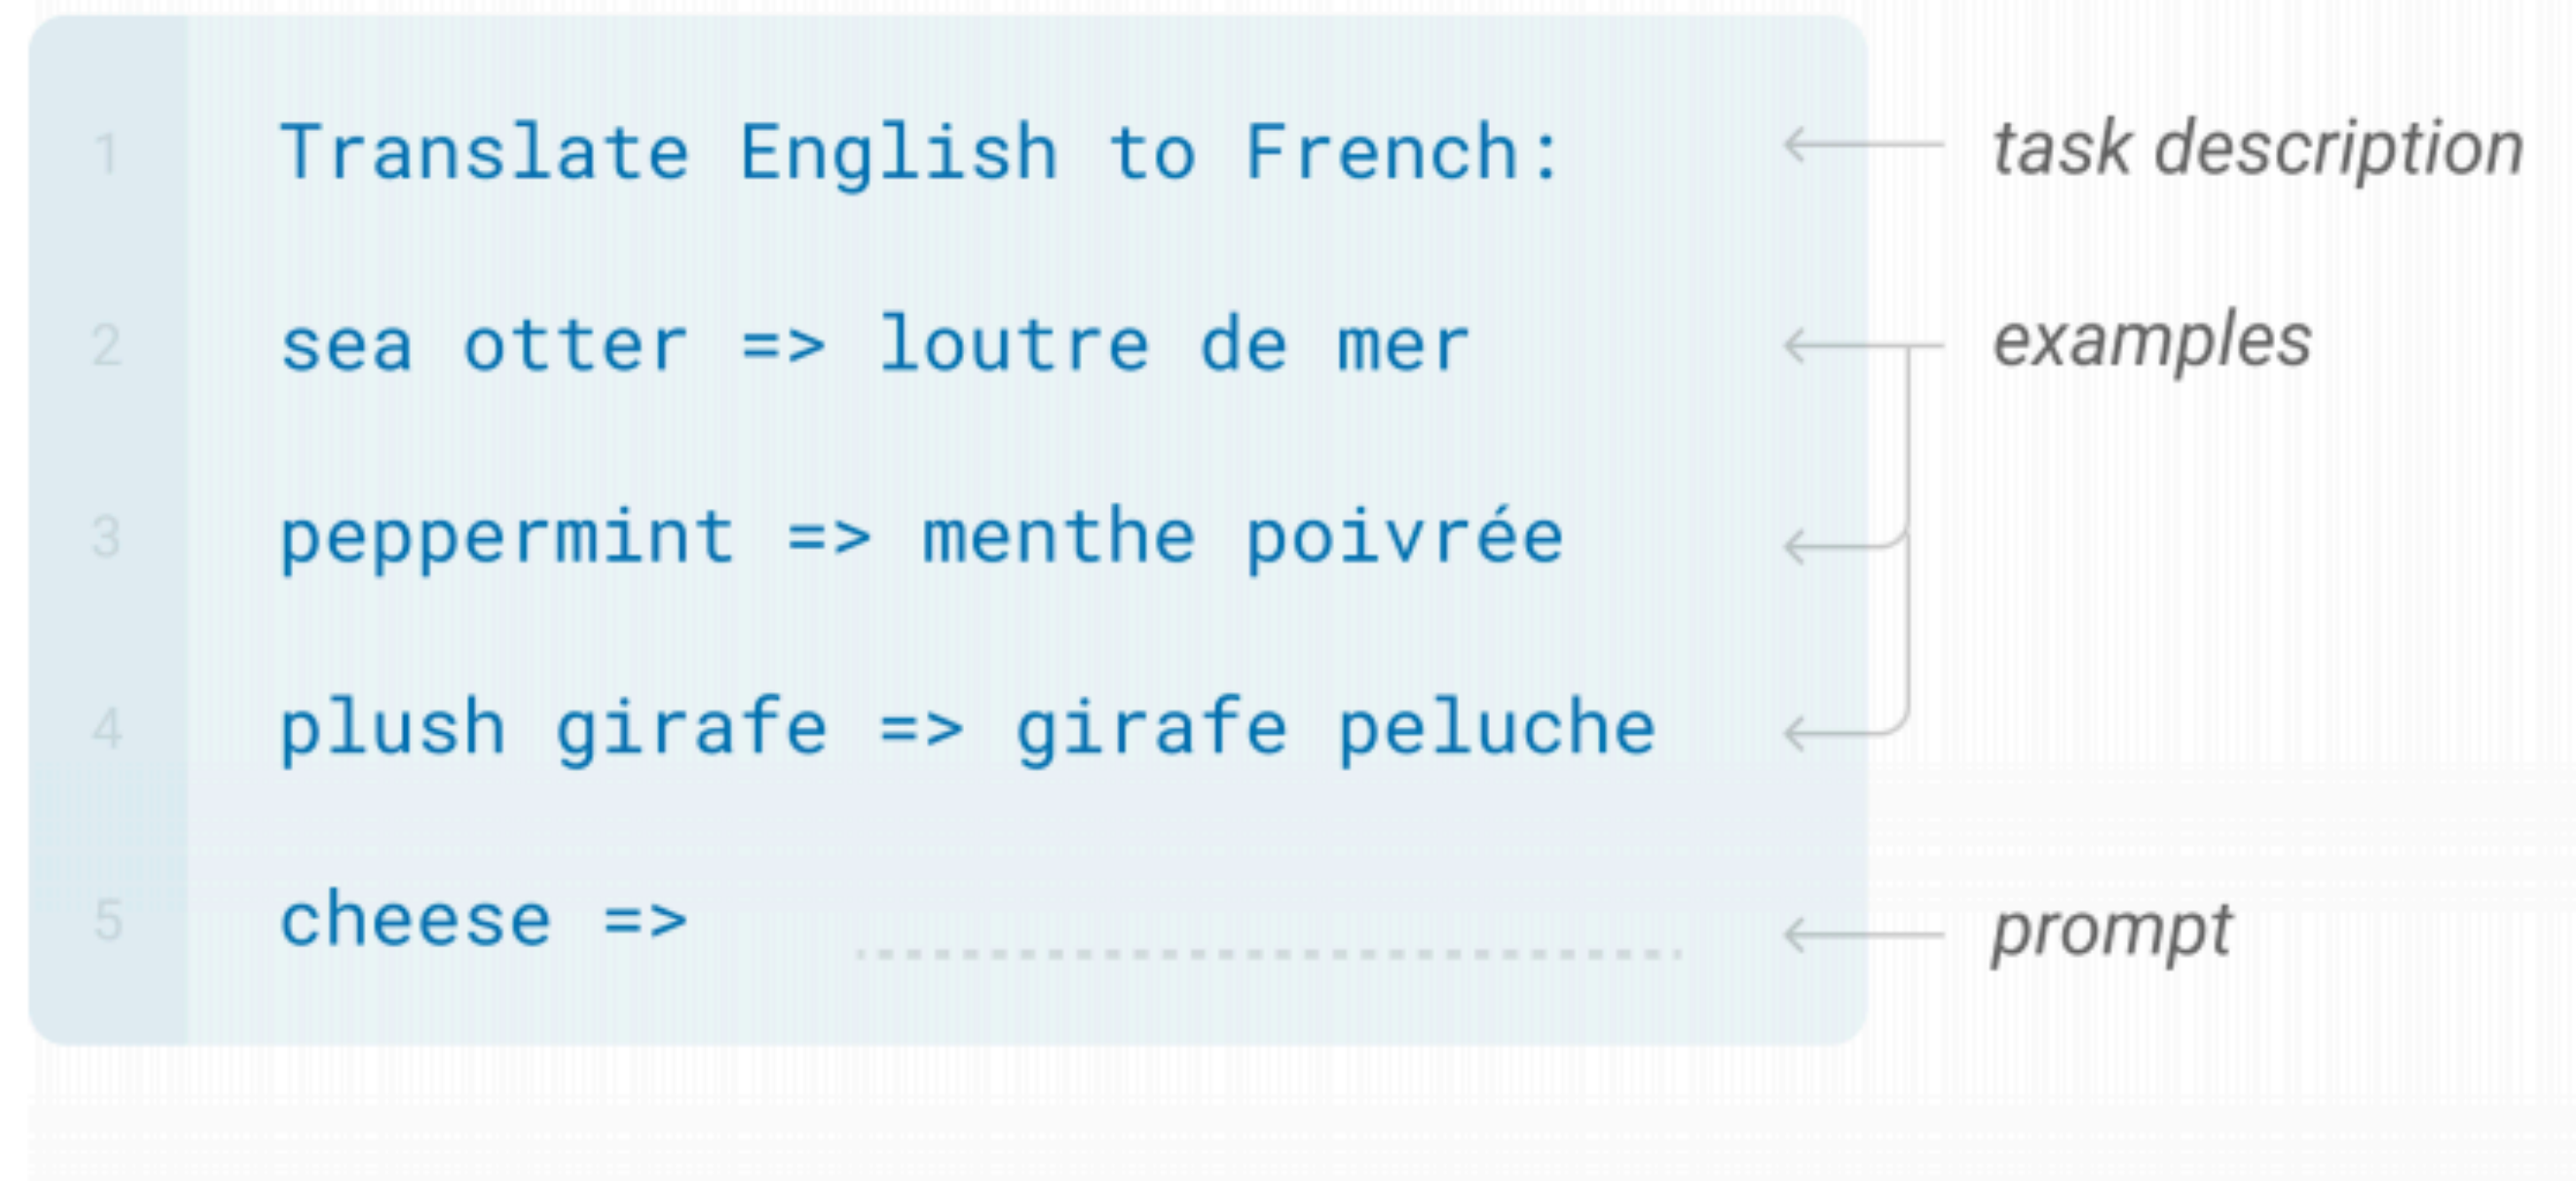 1 Translate English to French: task description
2 sea otter => loutre de mer examples
3 peppermint => menthe poivrée
4 plush girafe => girafe peluche
5 cheese => prompt